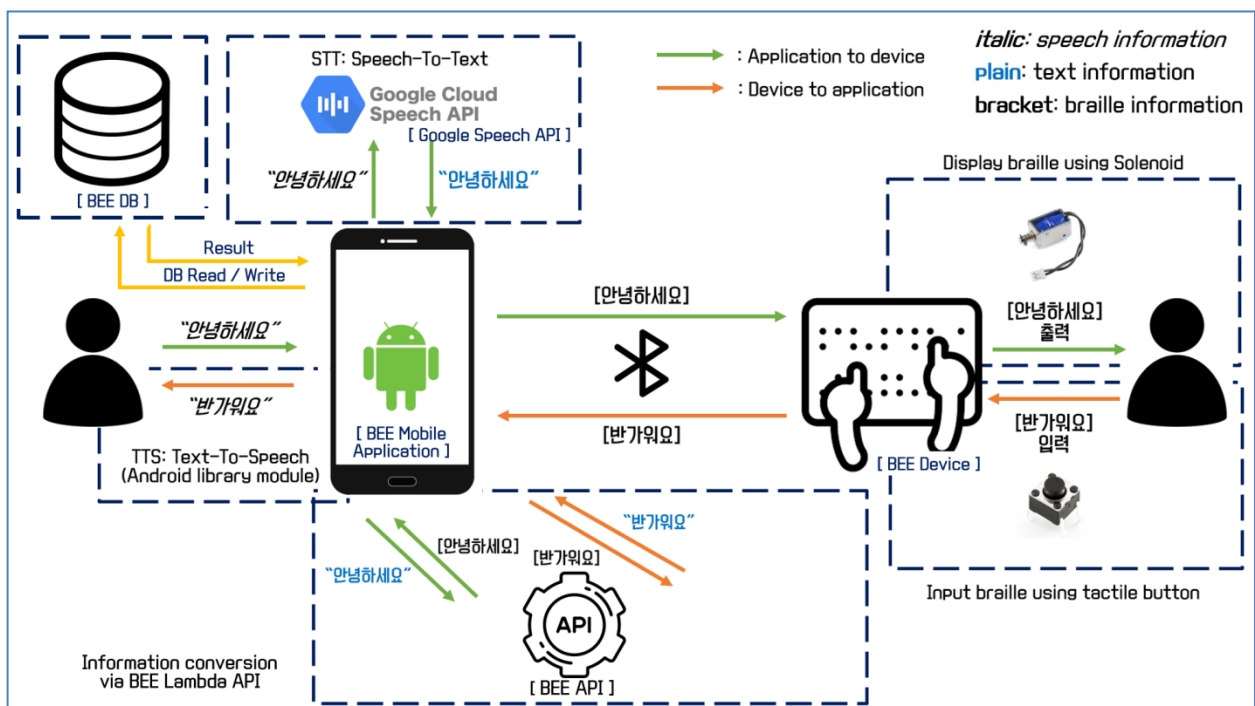 STT: Speech-To-Text
Google Cloud
Speech API
[ Google Speech API ]
: Application to device
: Device to application
italic: speech information
plain: text information
bracket: braille information
[ BEE DB ]
“안녕하세요”
“안녕하세요”
Display braille using Solenoid
Result
DB Read / Write
“안녕하세요”
“반가워요”
TTS: Text-To-Speech
(Android library module)
[ BEE Mobile
Application ]
[안녕하세요]
[반가워요]
[ BEE Device ]
[안녕하세요]
출력
[반가워요]
입력
Input braille using tactile button
“안녕하세요”
[안녕하세요]
[반가워요]
“반가워요”
API
[ BEE API ]
Information conversion
via BEE Lambda API